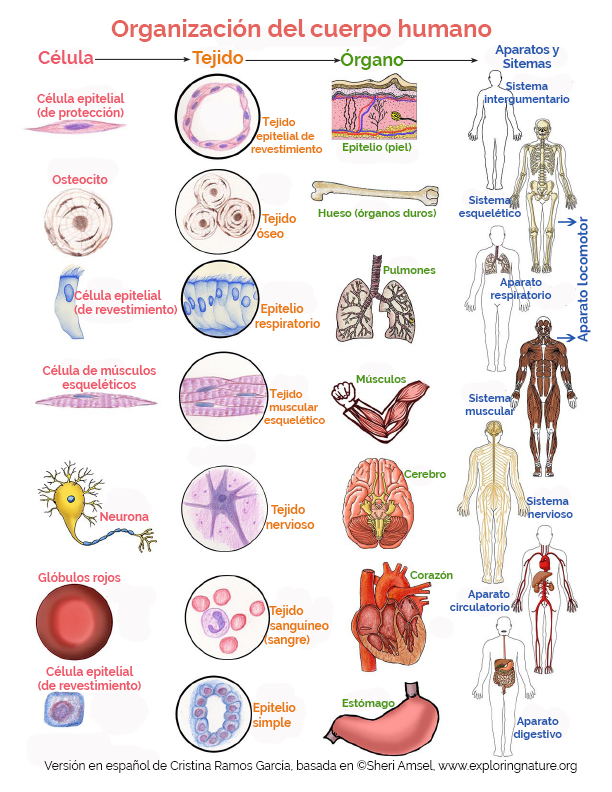 Organización del cuerpo humano
Célula
Tejido
Órgano
Aparatos y
Sitemas
Célula epitelial
(de protección)
Tejido
epitelial de
revestimiento
Epitelio (piel)
Sistema
intergumentario
Osteocito
Tejido
óseo
Hueso (órganos duros)
Sistema
esquelético
Aparato locomotor
Célula epitelial
(de revestimiento)
Epitelio
respiratorio
Pulmones
Aparato
respiratorio
Célula de músculos
esqueléticos
Tejido
muscular
esquelético
Músculos
Sistema
muscular
Neurona
Tejido
nervioso
Cerebro
Sistema
nervioso
Glóbulos rojos
Tejido
sanguíneo
(sangre)
Corazón
Aparato
circulatorio
Célula epitelial
(de revestimiento)
Epitelio
simple
Estómago
Aparato
digestivo
Versión en español de Cristina Ramos Garcia, basada en ©Sheri Amsel, www.exploringnature.org